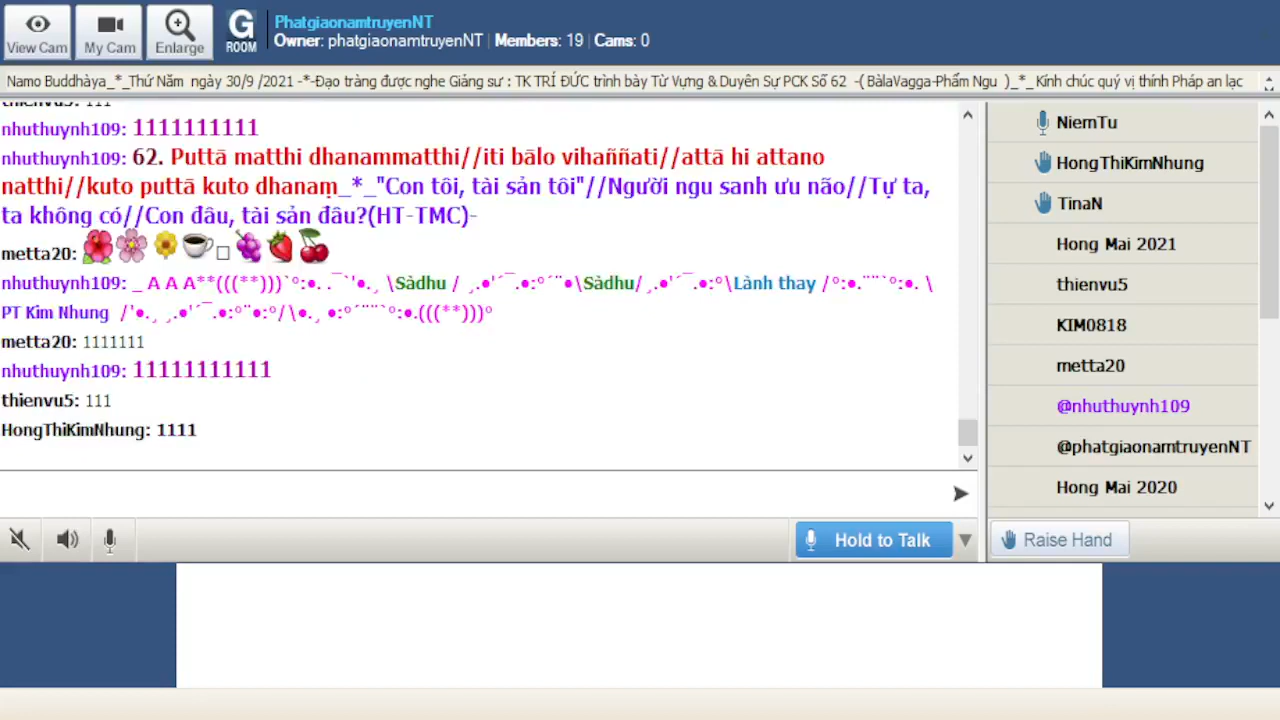 View Cam
My Cam
Enlarge
G
ROOM
PhatgiaonamtruyenNT
Owner: phatgiaonamtruyenNT | Members: 19 | Cams: 0
Namo Buddhàya_*_Thứ Năm ngày 30/9 /2021 -*-Đạo tràng được nghe Giảng sư : TK TRÍ ĐỨC trình bày Từ Vựng & Duyên Sự PCK Số 62 -( BàlaVagga-Phẩm Ngu )_*_Kính chúc quý vị thính Pháp an lạc
thienvu5: 111
nhuthuynh109: 1111111111
nhuthuynh109: 62. Puttā matthi dhanammatthi//iti bālo vihaññati//attā hi attano
natthi//kuto puttā kuto dhanaṃ_*_"Con tôi, tài sản tôi"//Người ngu sanh ưu não//Tự ta,
ta không có//Con đâu, tài sản đâu?(HT-TMC)-
metta20:
nhuthuynh109: _ A A A**(((**)))`º:•. .¯`'•.¸ \Sàdhu / ¸.•'´¯.•:º´¨•\Sàdhu/¸.•'´¯.•:º\Lành thay /º:•.¨¨`º:•. \
PT Kim Nhung /'•.¸ ¸.•'´¯.•:º¨•:º/\•.¸ •:º´¨¨`º:•.(((**)))º
metta20: 1111111
nhuthuynh109: 11111111111
thienvu5: 111
HongThiKimNhung: 1111
NiemTu
HongThiKimNhung
TinaN
Hong Mai 2021
thienvu5
KIM0818
metta20
@nhuthuynh109
@phatgiaonamtruyenNT
Hong Mai 2020
Hold to Talk
Raise Hand